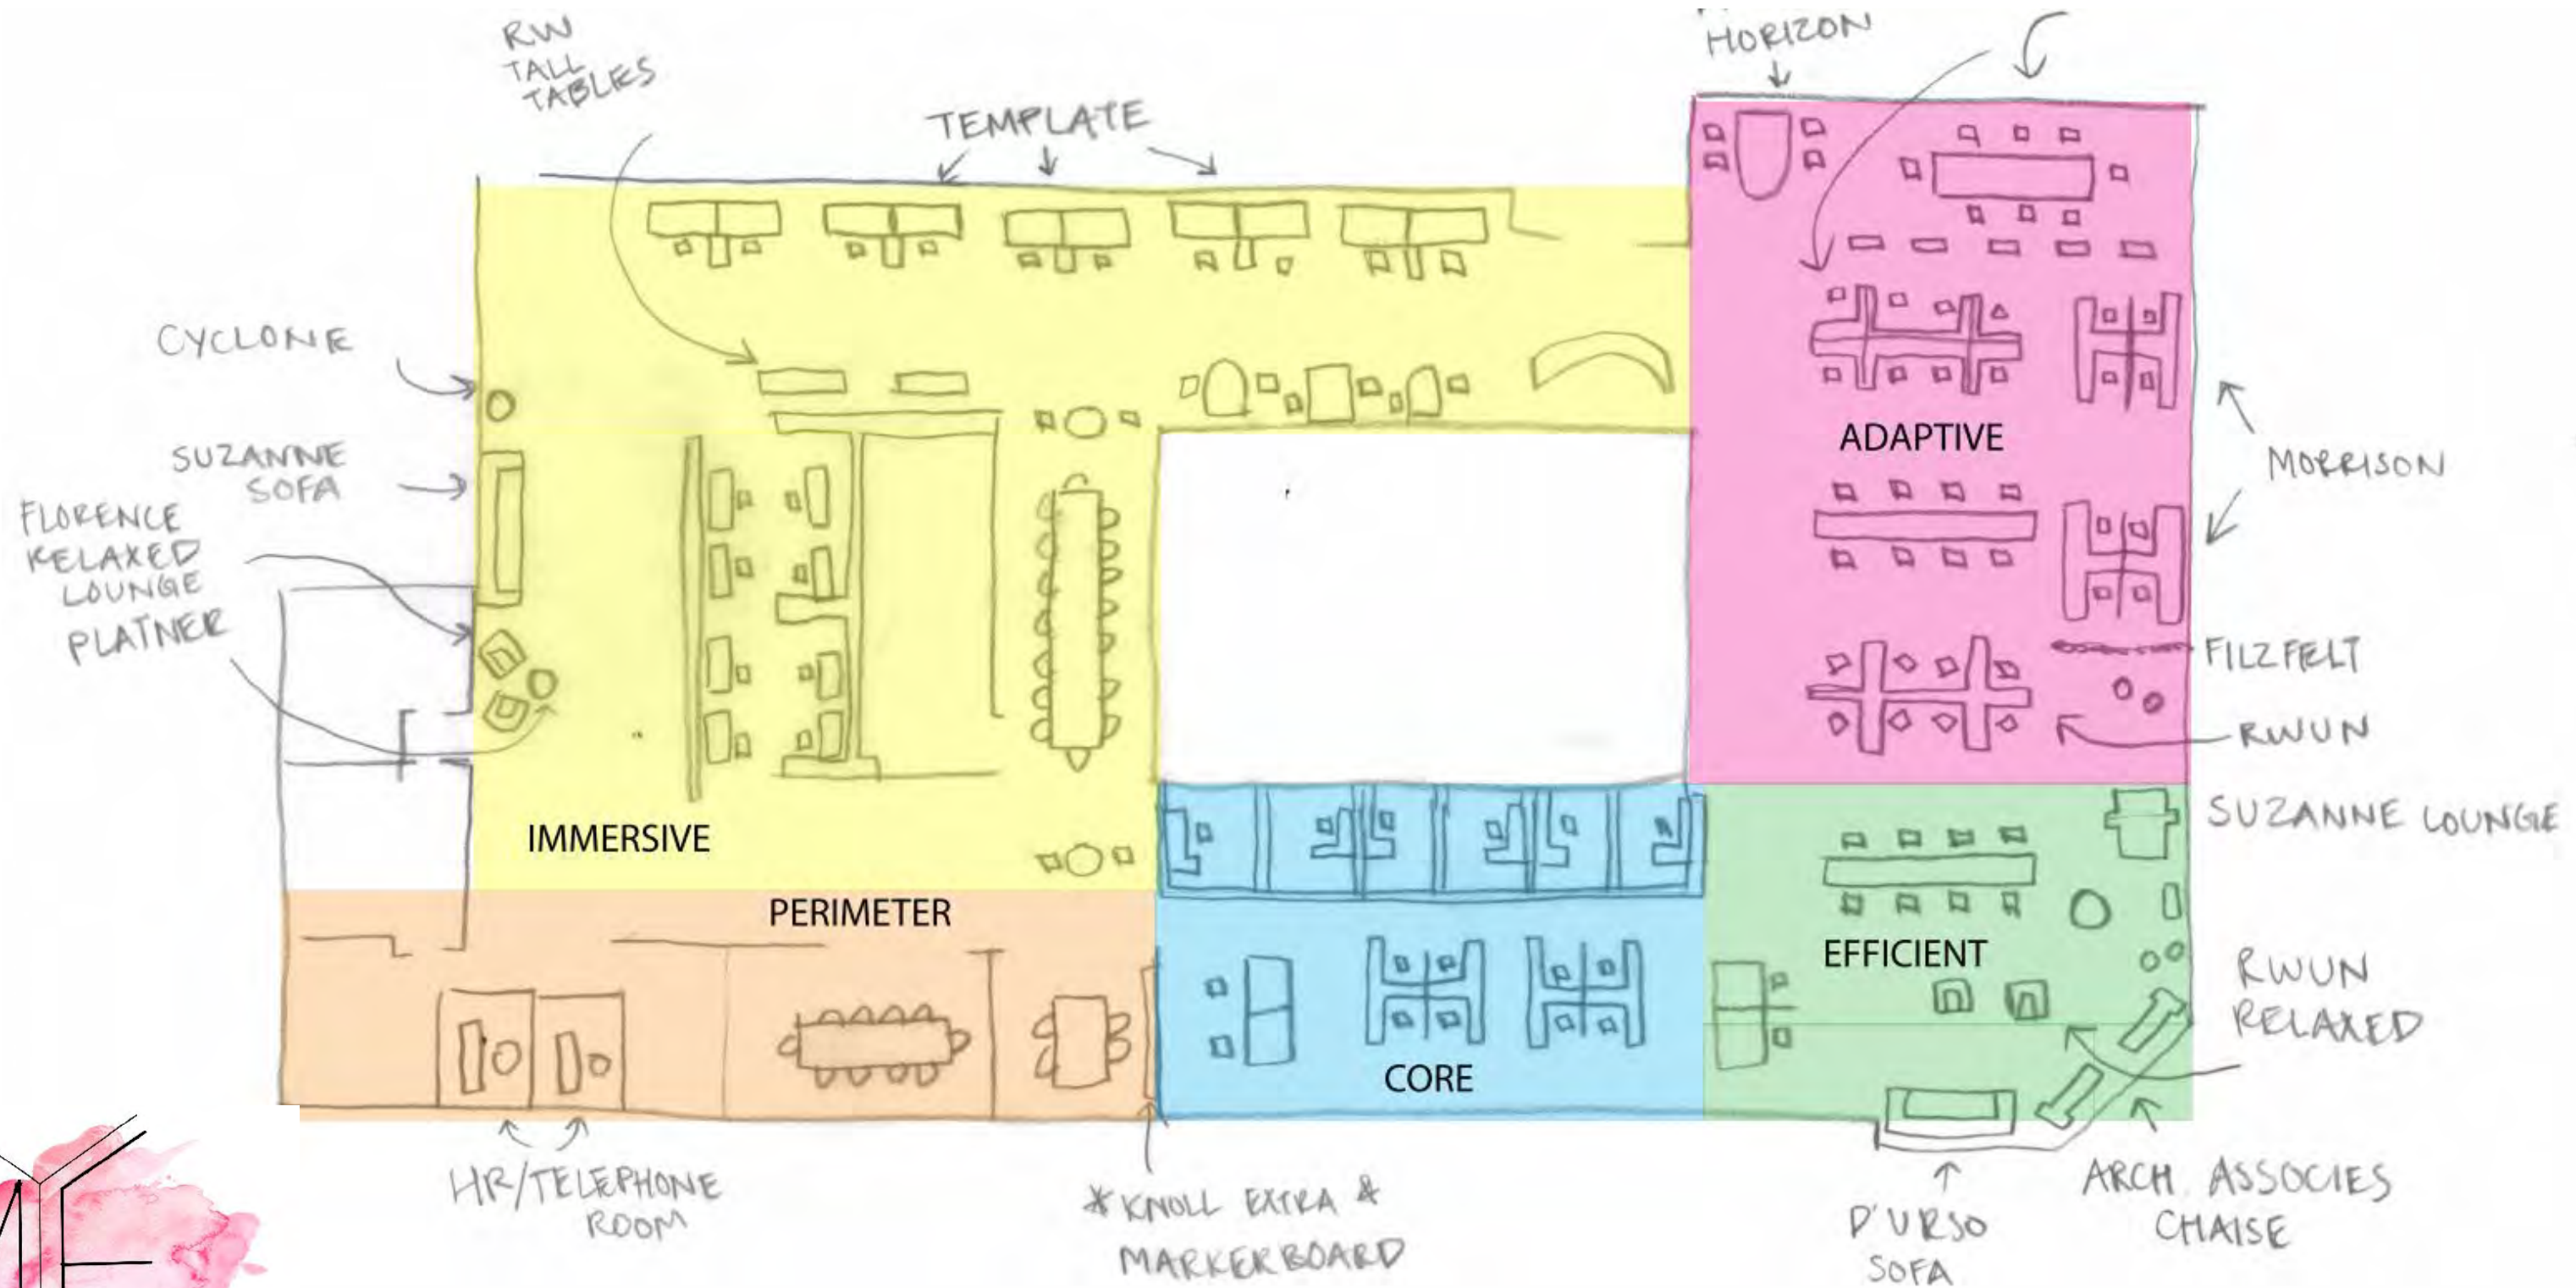 RW
TALL
TABLES
TEMPLATE
HORIZON
CYCLONE
SUZANNE
SOFA
FLORENCE
RELAXED
LOUNGE
PLATNER
ADAPTIVE
MORRISON
FILZFELT
RWUN
SUZANNE LOUNGE
IMMERSIVE
PERIMETER
EFFICIENT
CORE
RWUN
RELAXED
HR/TELEPHONE
ROOM
*KNOLL EXTRA &
MARKERBOARD
D'URSO
SOFA
ARCH ASSOCIES
CHAISE